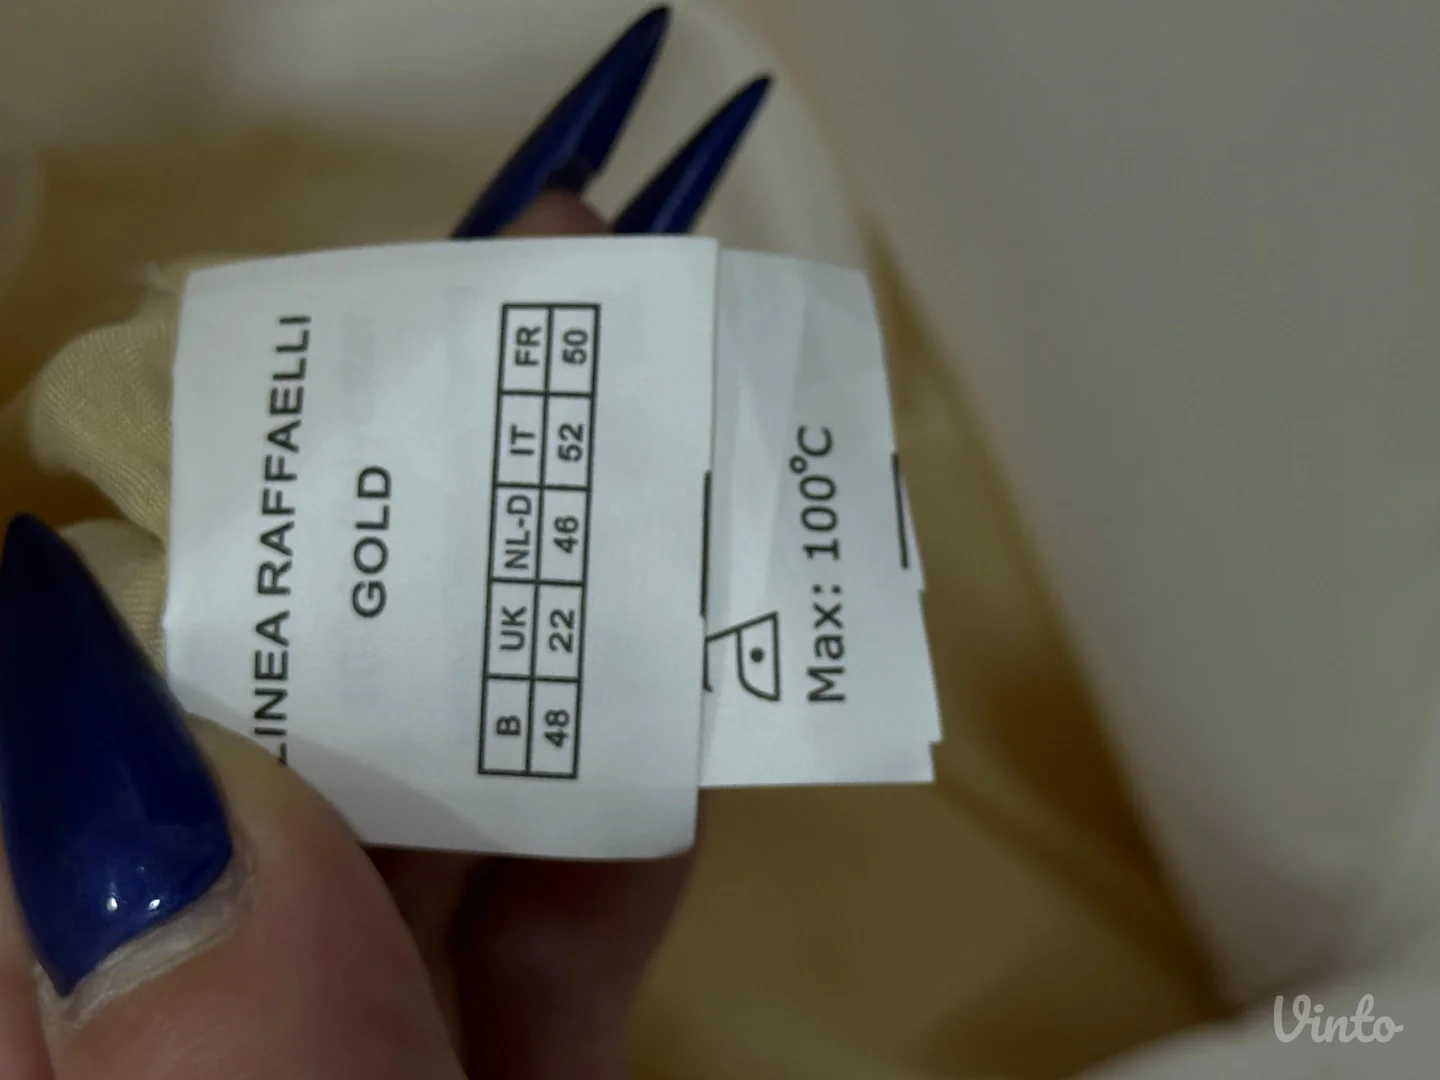 LINEA RAFFAELLI
GOLD
B UK NL-D IT FR
48 22 46 52 50
Max: 100°C
Vinto